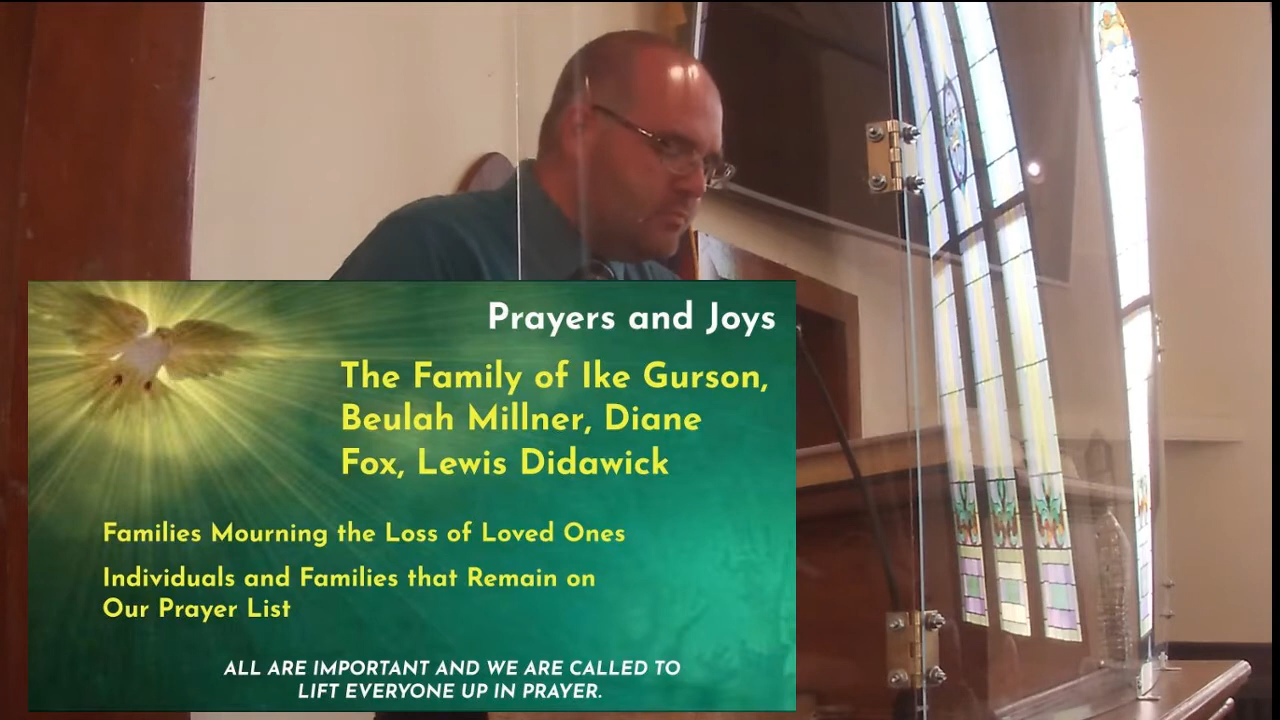 Prayers and Joys
The Family of Ike Gurson,
Beulah Millner, Diane
Fox, Lewis Didawick
Families Mourning the Loss of Loved Ones
Individuals and Families that Remain on
Our Prayer List
ALL ARE IMPORTANT AND WE ARE CALLED TO
LIFT EVERYONE UP IN PRAYER.